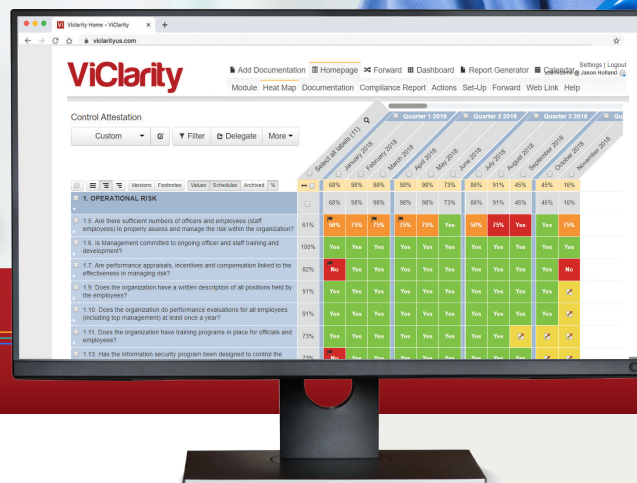 Viclarity Home - ViClarity
viclarityus.com
ViClarity
Settings | Logout
Add Documentation Homepage Forward Dashboard Report Generator Calendar
@ Jason Holland
Module Heat Map Documentation Compliance Report Actions Set-Up Forward Web Link Help
Control Attestation
Custom Filter Delegate More
Quarter 1 2018 Quarter 2 2018 Quarter 3 2018 Qu
Select all labels (11) January 2018 February 2018 March 2018 April 2018 May 2018 June 2018 July 2018 August 2018 September 2018 October 2018 November 2018
Versions Footnotes Values Schedules Archived % 68% 98% 98% 98% 98% 73% 86% 91% 45% 45% 16%
1. OPERATIONAL RISK 68% 98% 98% 98% 98% 73% 86% 91% 45% 45% 16%
1.5. Are there sufficient numbers of officers and employees (staff
employees) to properly assess and manage the risk within the organization?
61% 50% 75% 75% 75% 75% Yes 50% 75% Yes Yes 75%
1.6. Is Management committed to ongoing officer and staff training and
development?
100% Yes Yes Yes Yes Yes Yes Yes Yes Yes Yes Yes
1.7. Are performance appraisals, incentives and compensation linked to the
effectiveness in managing risk?
82% No Yes Yes Yes Yes Yes Yes Yes Yes Yes No
1.9. Does the organization have a written description of all positions held by
the employees?
91% Yes Yes Yes Yes Yes Yes Yes Yes Yes Yes
1.10. Does the organization do performance evaluations for all employees
(including top management) at least once a year?
91% Yes Yes Yes Yes Yes Yes Yes Yes Yes Yes
1.11. Does the organization have training programs in place for officials and
employees?
73% Yes Yes Yes Yes Yes Yes Yes Yes
1.13. Has the information security program been designed to control the
73% No Yes Yes Yes Yes Yes Yes Yes